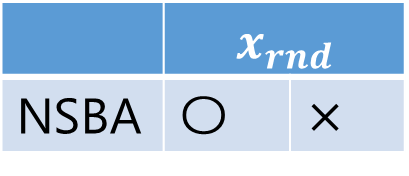 x_rnd
NSBA ○ ×